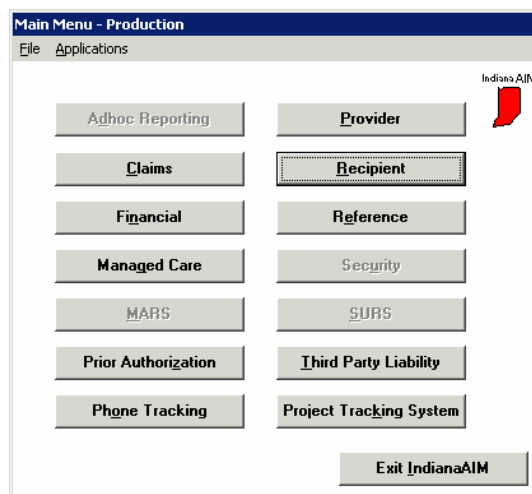 Main Menu - Production
File Applications
Indiana AIM
Adhoc Reporting Provider
Claims Recipient
Financial Reference
Managed Care Security
MARS SURS
Prior Authorization Third Party Liability
Phone Tracking Project Tracking System
Exit IndianaAIM